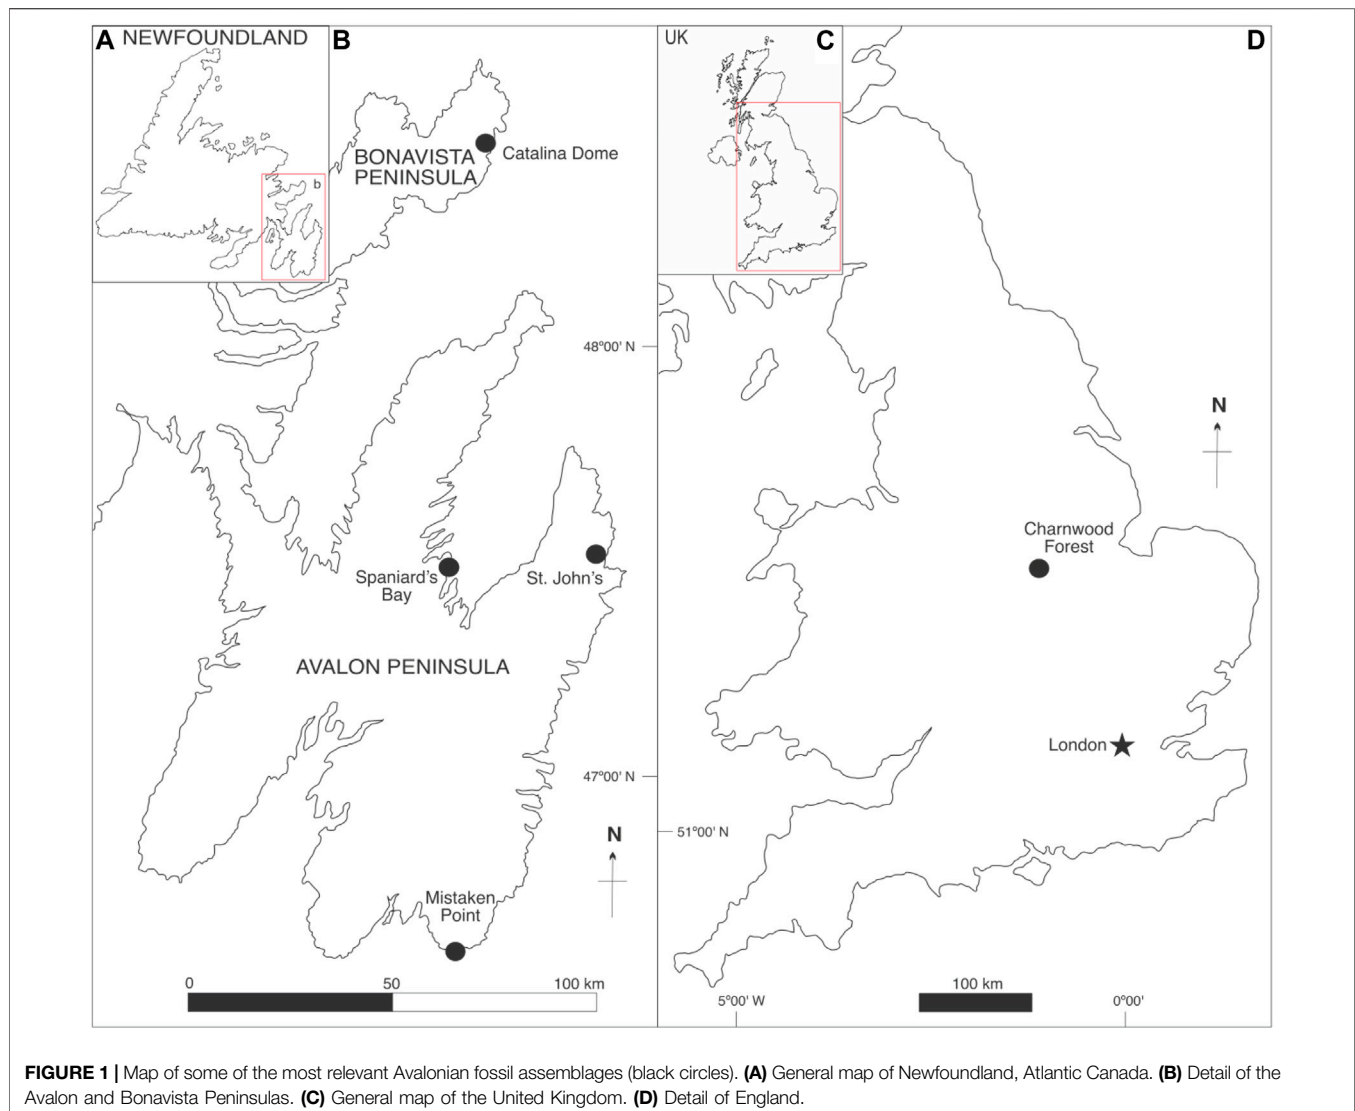 A NEWFOUNDLAND
b
B
BONAVISTA
PENINSULA
Catalina Dome
48°00' N
Spaniard's
Bay
St. John's
AVALON PENINSULA
47°00' N
N
Mistaken
Point
0 50 100 km
UK C
D
N
Charnwood
Forest
London
51°00' N
100 km
5°00' W 0°00'
FIGURE 1 | Map of some of the most relevant Avalonian fossil assemblages (black circles). (A) General map of Newfoundland, Atlantic Canada. (B) Detail of the
Avalon and Bonavista Peninsulas. (C) General map of the United Kingdom. (D) Detail of England.